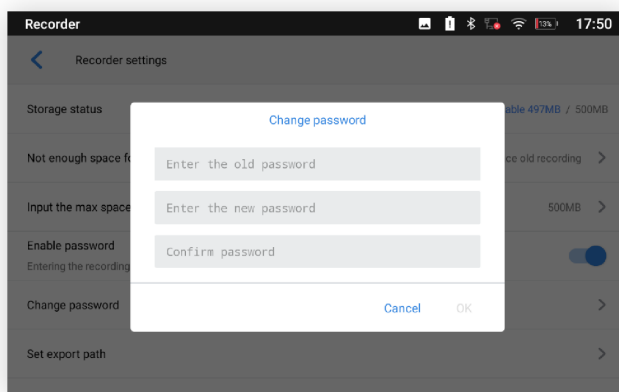 Recorder 13% 17:50
Recorder settings
Storage status able 497MB / 500MB
Change password
Not enough space fo ce old recording
Enter the old password
Input the max space 500MB
Enter the new password
Enable password
Confirm password
Entering the recording
Change password
Cancel OK
Set export path